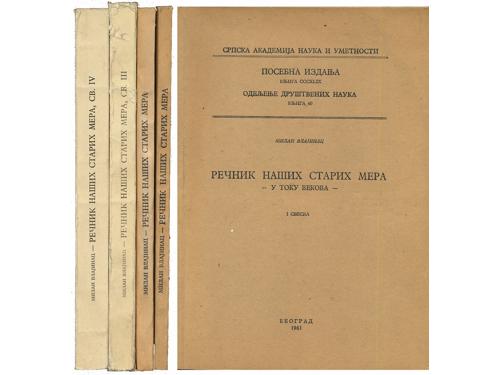 МИЛАН ВЛАЈИНАЦ — РЕЧНИК НАШИХ СТАРИХ МЕРА, СВ. IV
МИЛАН ВЛАЈИНАЦ — РЕЧНИК НАШИХ СТАРИХ МЕРА, СВ. III
МИЛАН ВЛАЈИНАЦ — РЕЧНИК НАШИХ СТАРИХ МЕРА
МИЛАН ВЛАЈИНАЦ — РЕЧНИК НАШИХ СТАРИХ МЕРА
СРПСКА АКАДЕМИЈА НАУКА И УМЕТНОСТИ
ПОСЕБНА ИЗДАЊА
КЊИГА
ОДЕЉЕЊЕ ДРУШТВЕНИХ НАУКА
КЊИГА 40
МИЛАН ВЛАЈИНАЦ
РЕЧНИК НАШИХ СТАРИХ МЕРА
— У ТОКУ ВЕКОВА —
I СВЕСКА
БЕОГРАД
1961